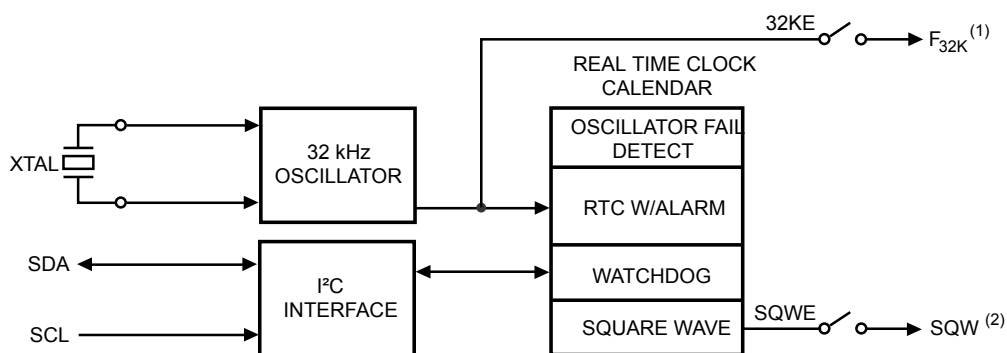 32KE
F32K (1)
REAL TIME CLOCK
CALENDAR
OSCILLATOR FAIL
DETECT
XTAL
32 kHz
OSCILLATOR
RTC W/ALARM
SDA
I²C
INTERFACE
WATCHDOG
SCL
SQUARE WAVE
SQWE
SQW (2)